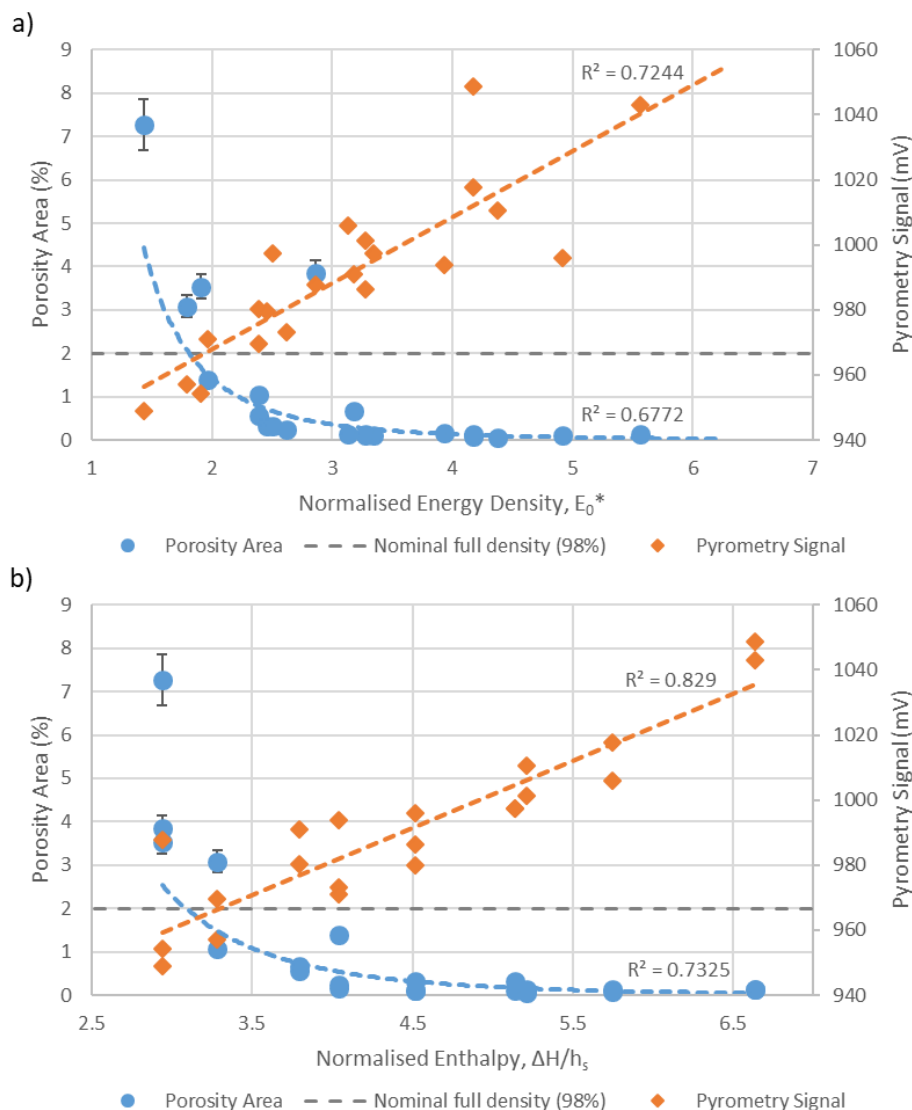 a)
9
8
7
6
5
4
3
2
1
0
Porosity Area (%)
1060
1040
1020
1000
980
960
940
Pyrometry Signal (mV)
R² = 0.7244
R² = 0.6772
1 2 3 4 5 6 7
Normalised Energy Density, E₀*
Porosity Area Nominal full density (98%) Pyrometry Signal
b)
9
8
7
6
5
4
3
2
1
0
Porosity Area (%)
1060
1040
1020
1000
980
960
940
Pyrometry Signal (mV)
R² = 0.829
R² = 0.7325
2.5 3.5 4.5 5.5 6.5
Normalised Enthalpy, ΔH/hₛ
Porosity Area Nominal full density (98%) Pyrometry Signal